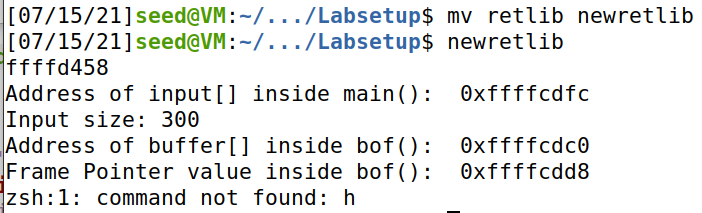 [07/15/21]seed@VM:~/.../Labsetup$ mv retlib newretlib
[07/15/21]seed@VM:~/.../Labsetup$ newretlib
ffffd458
Address of input[] inside main():  0xffffcdfc
Input size: 300
Address of buffer[] inside bof():  0xffffcdc0
Frame Pointer value inside bof():  0xffffcdd8
zsh:1: command not found: h